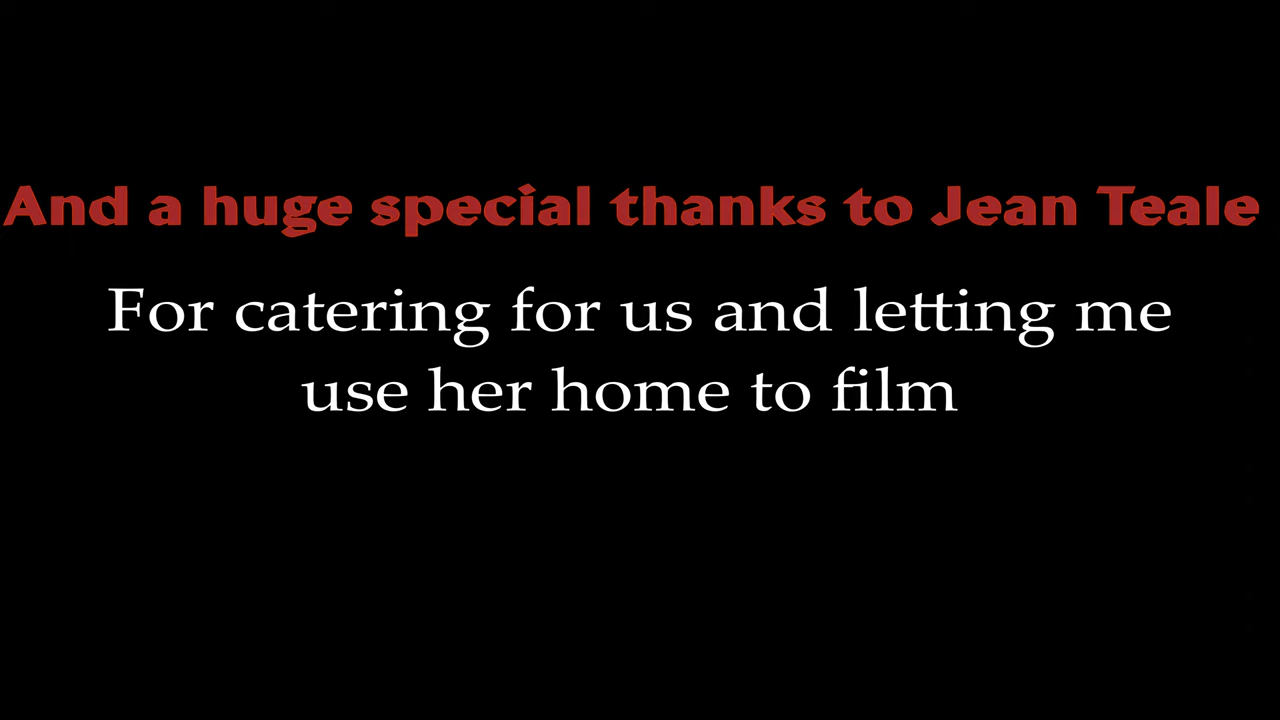 And a huge special thanks to Jean Teale
For catering for us and letting me
use her home to film